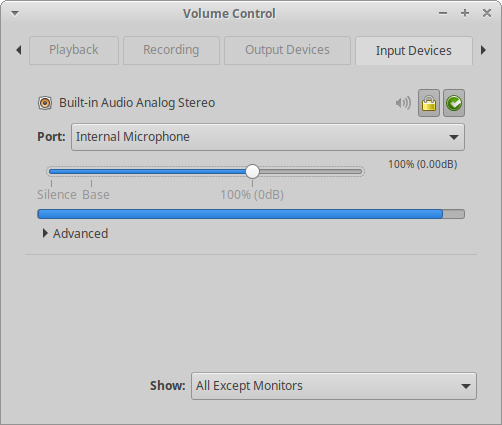 Volume Control
Playback Recording Output Devices Input Devices
Built-in Audio Analog Stereo
Port: Internal Microphone
100% (0.00dB)
Silence Base 100% (0dB)
Advanced
Show: All Except Monitors